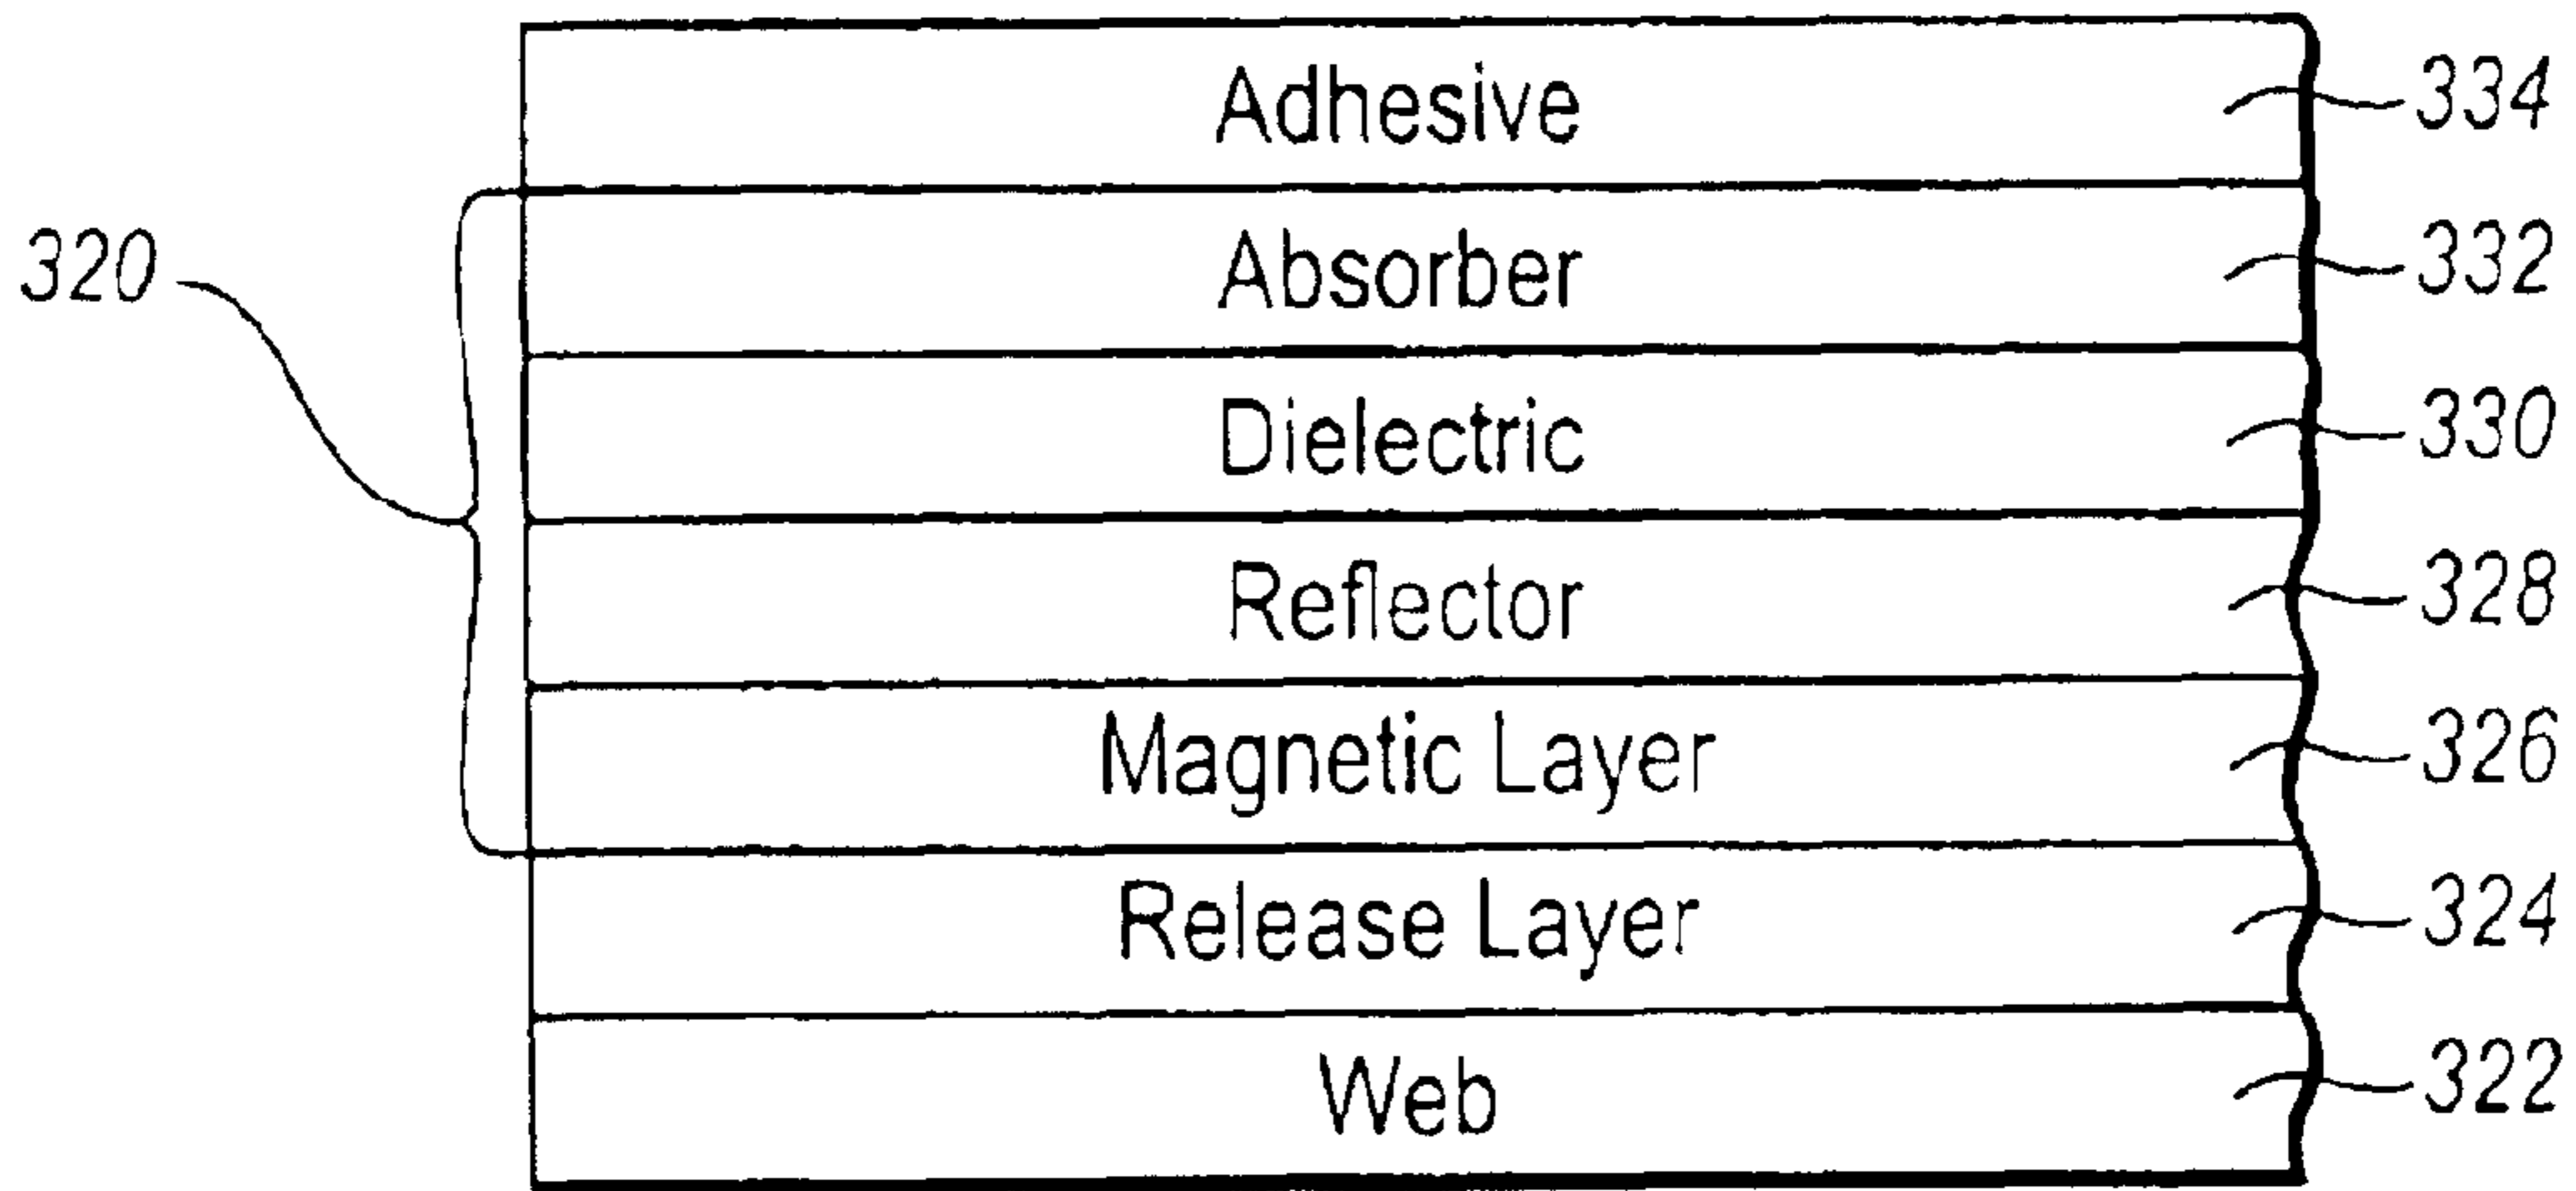 Adhesive 334
320 Absorber 332
Dielectric 330
Reflector 328
Magnetic Layer 326
Release Layer 324
Web 322